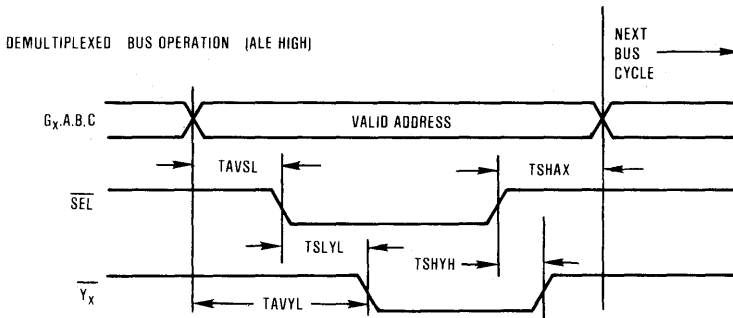 DEMULTIPLEXED BUS OPERATION (ALE HIGH)
NEXT
BUS
CYCLE
GX,A,B,C
VALID ADDRESS
TAVSL
TSHAX
SEL
TSLYL
TSHYH
YX
TAVYL